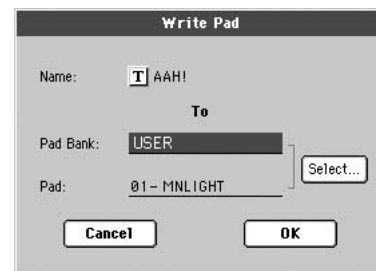 Write Pad
Name: T AAH!
To
Pad Bank: USER
Select...
Pad: 01- MNLIGHT
Cancel OK